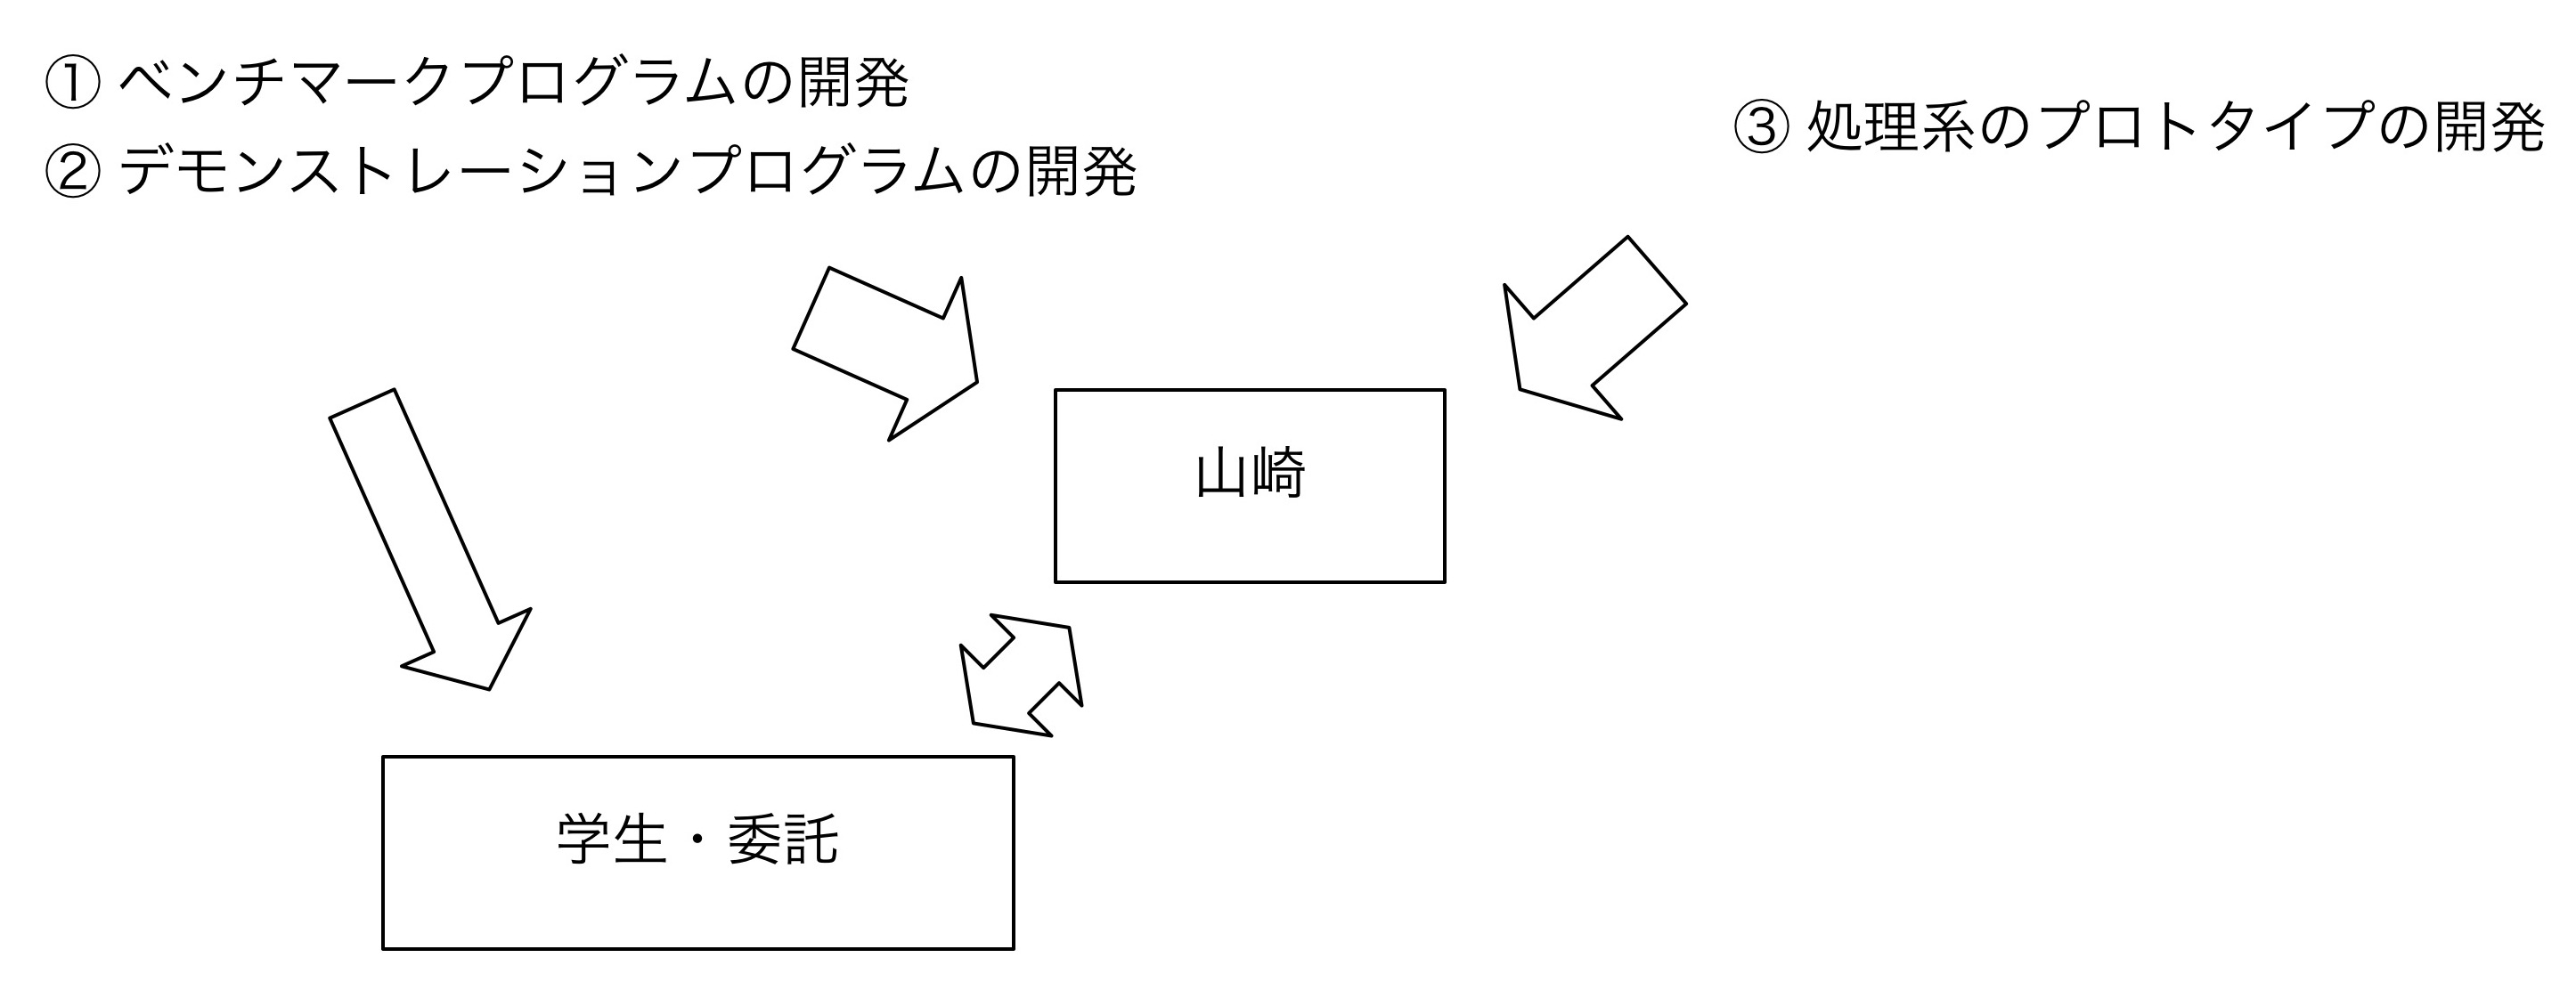 ① ベンチマークプログラムの開発
② デモンストレーションプログラムの開発
③ 処理系のプロトタイプの開発
山崎
学生・委託